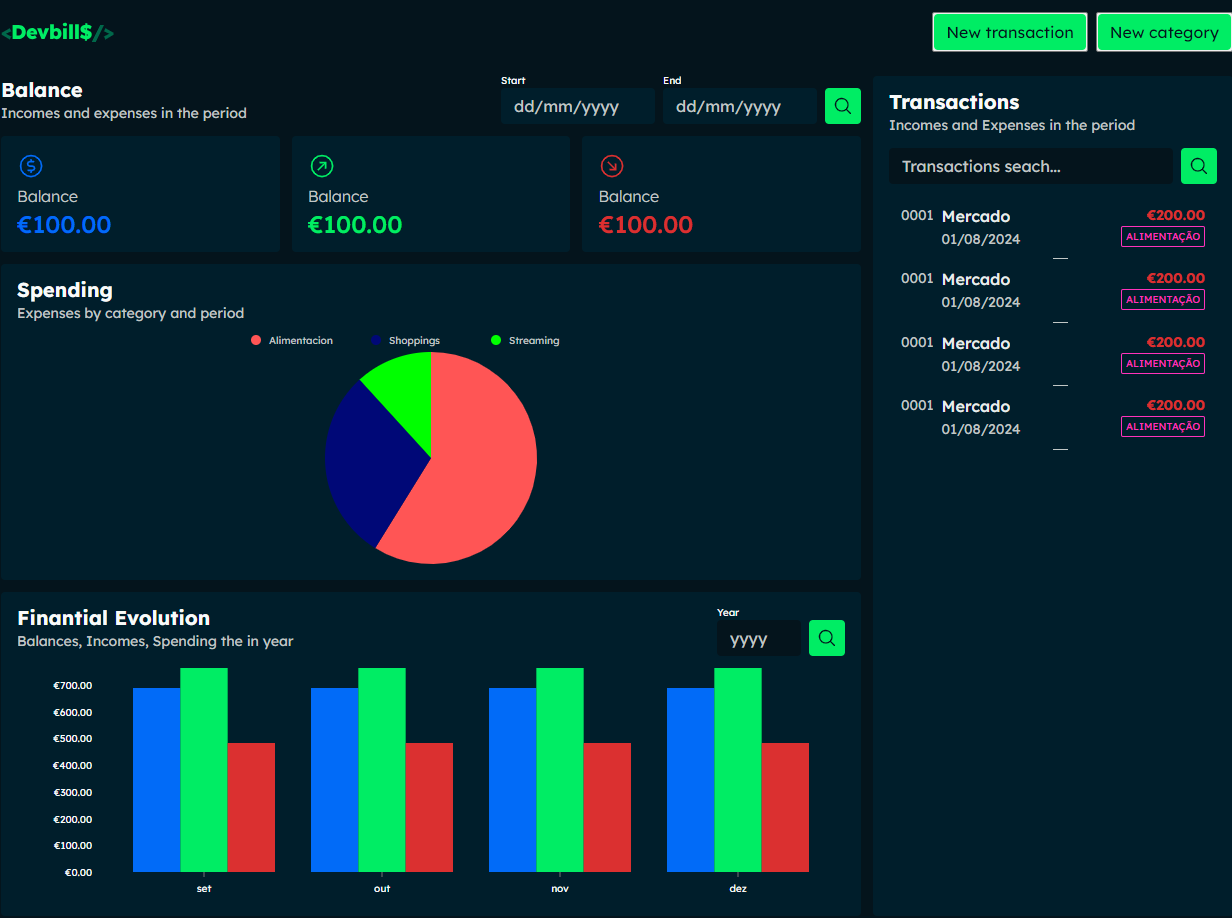 <Devbill$/>
New transaction
New category
Balance
Incomes and expenses in the period
Start
dd/mm/yyyy
End
dd/mm/yyyy
Balance
€100.00
Balance
€100.00
Balance
€100.00
Spending
Expenses by category and period
Alimentacion
Shoppings
Streaming
Finantial Evolution
Balances, Incomes, Spending the in year
Year
yyyy
€700.00
€600.00
€500.00
€400.00
€300.00
€200.00
€100.00
€0.00
set
out
nov
dez
Transactions
Incomes and Expenses in the period
Transactions seach...
0001 Mercado €200.00
01/08/2024 ALIMENTAÇÃO
0001 Mercado €200.00
01/08/2024 ALIMENTAÇÃO
0001 Mercado €200.00
01/08/2024 ALIMENTAÇÃO
0001 Mercado €200.00
01/08/2024 ALIMENTAÇÃO